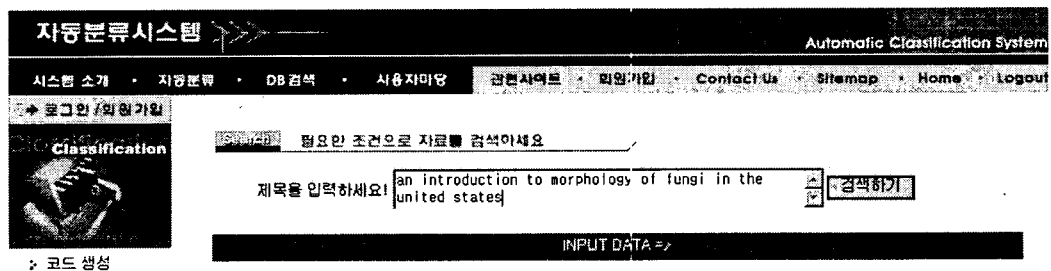 자동분류시스템
Automatic Classification System
시스템 소개 · 자동분류 · DB검색 · 사용자마당 관련사이트 · 회원가입 · Contact Us · Sitemap · Home · Logout
로그인/회원가입
Classification
Search 필요한 조건으로 자료를 검색하세요
제목을 입력하세요! an introduction to morphology of fungi in the
united states
검색하기
INPUT DATA =>
코드 생성